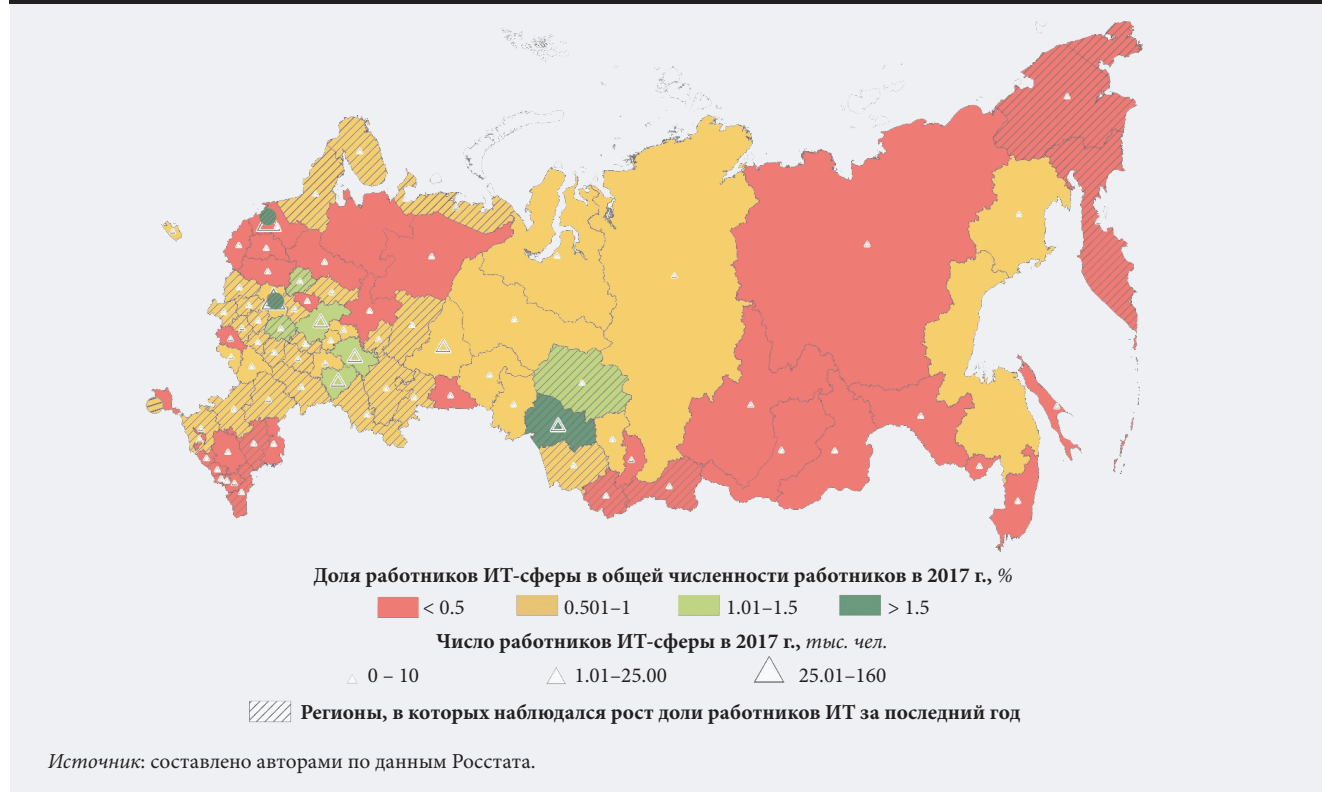 Доля работников ИТ-сферы в общей численности работников в 2017 г., %
< 0.5 0.501–1 1.01–1.5 > 1.5
Число работников ИТ-сферы в 2017 г., тыс. чел.
0 – 10 1.01–25.00 25.01–160
Регионы, в которых наблюдался рост доли работников ИТ за последний год
Источник: составлено авторами по данным Росстата.